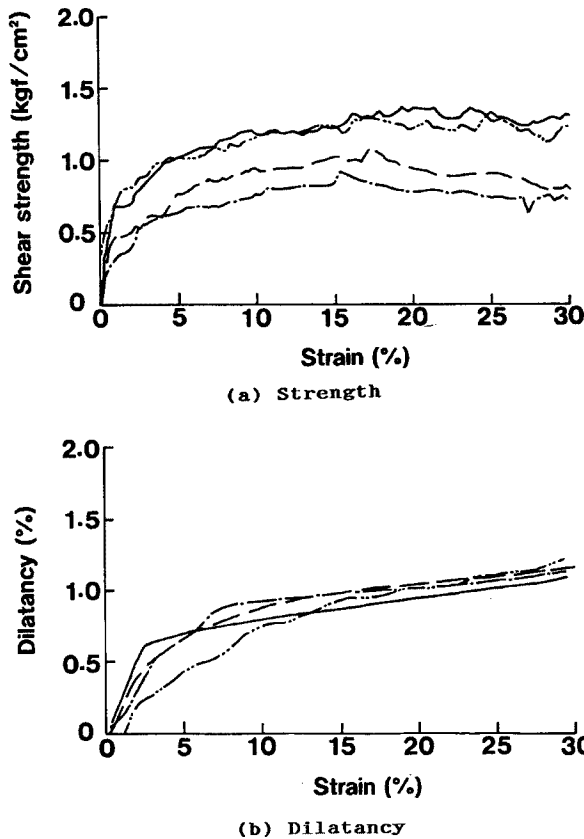 Shear strength (kgf/cm²)
2.0
1.5
1.0
0.5
0
0 5 10 15 20 25 30
Strain (%)
(a) Strength
Dilatancy (%)
2.0
1.5
1.0
0.5
0
0 5 10 15 20 25 30
Strain (%)
(b) Dilatancy